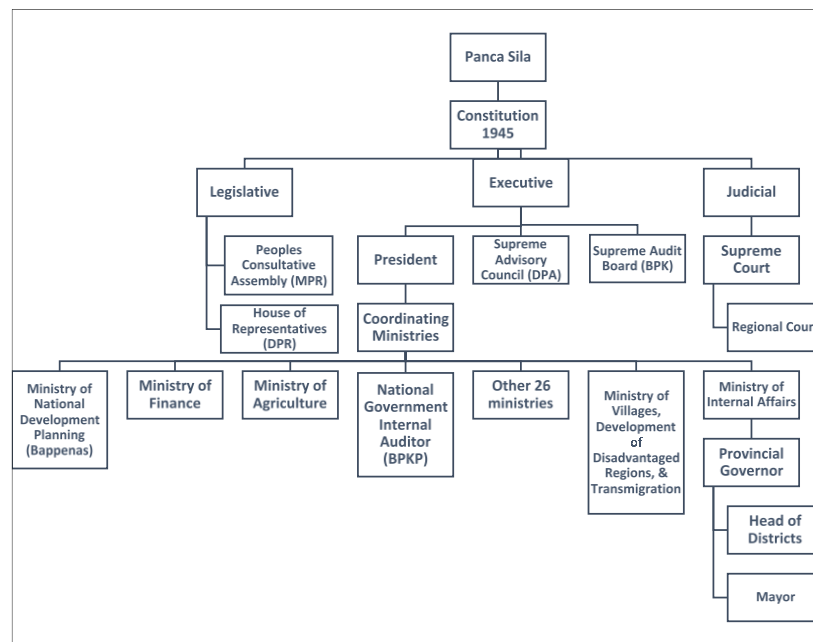 Panca Sila
Constitution
1945
Legislative
Executive
Judicial
Peoples
Consultative
Assembly (MPR)
House of
Representatives
(DPR)
President
Supreme
Advisory
Council (DPA)
Supreme Audit
Board (BPK)
Supreme
Court
Regional Cour
Coordinating
Ministries
Ministry of
National
Development
Planning
(Bappenas)
Ministry of
Finance
Ministry of
Agriculture
National
Government
Internal
Auditor
(BPKP)
Other 26
ministries
Ministry of
Villages,
Development
of
Disadvantaged
Regions, &
Transmigration
Ministry of
Internal Affairs
Provincial
Governor
Head of
Districts
Mayor